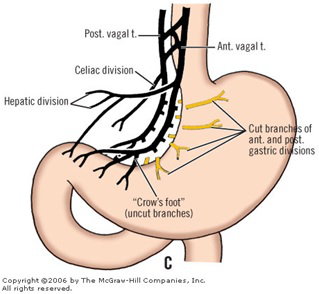 Post. vagal t.
Ant. vagal t.
Celiac division
Hepatic division
Cut branches of
ant. and post.
gastric divisions
“Crow's foot”
(uncut branches)
C
Copyright ©2006 by The McGraw-Hill Companies, Inc.
All rights reserved.